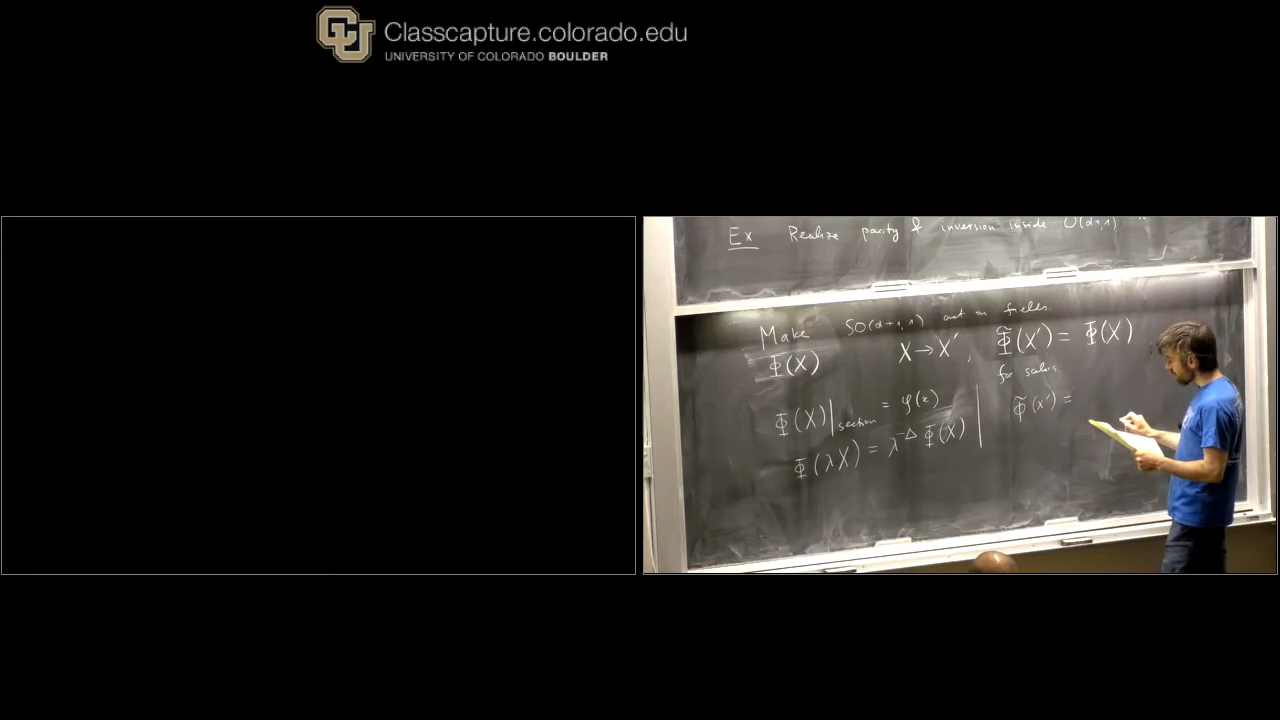 Classcapture.colorado.edu
UNIVERSITY OF COLORADO BOULDER
Ex Realize parity & inversion inside O(d+1,1)
Make SO(d+1,1) act on fields.
Φ(X) X→X′, Φ̃(X′) = Φ(X)
for scalars.
Φ(X)|section = φ(x) Φ̃(X′) =
Φ(λX) = λ^{-Δ} Φ(X)